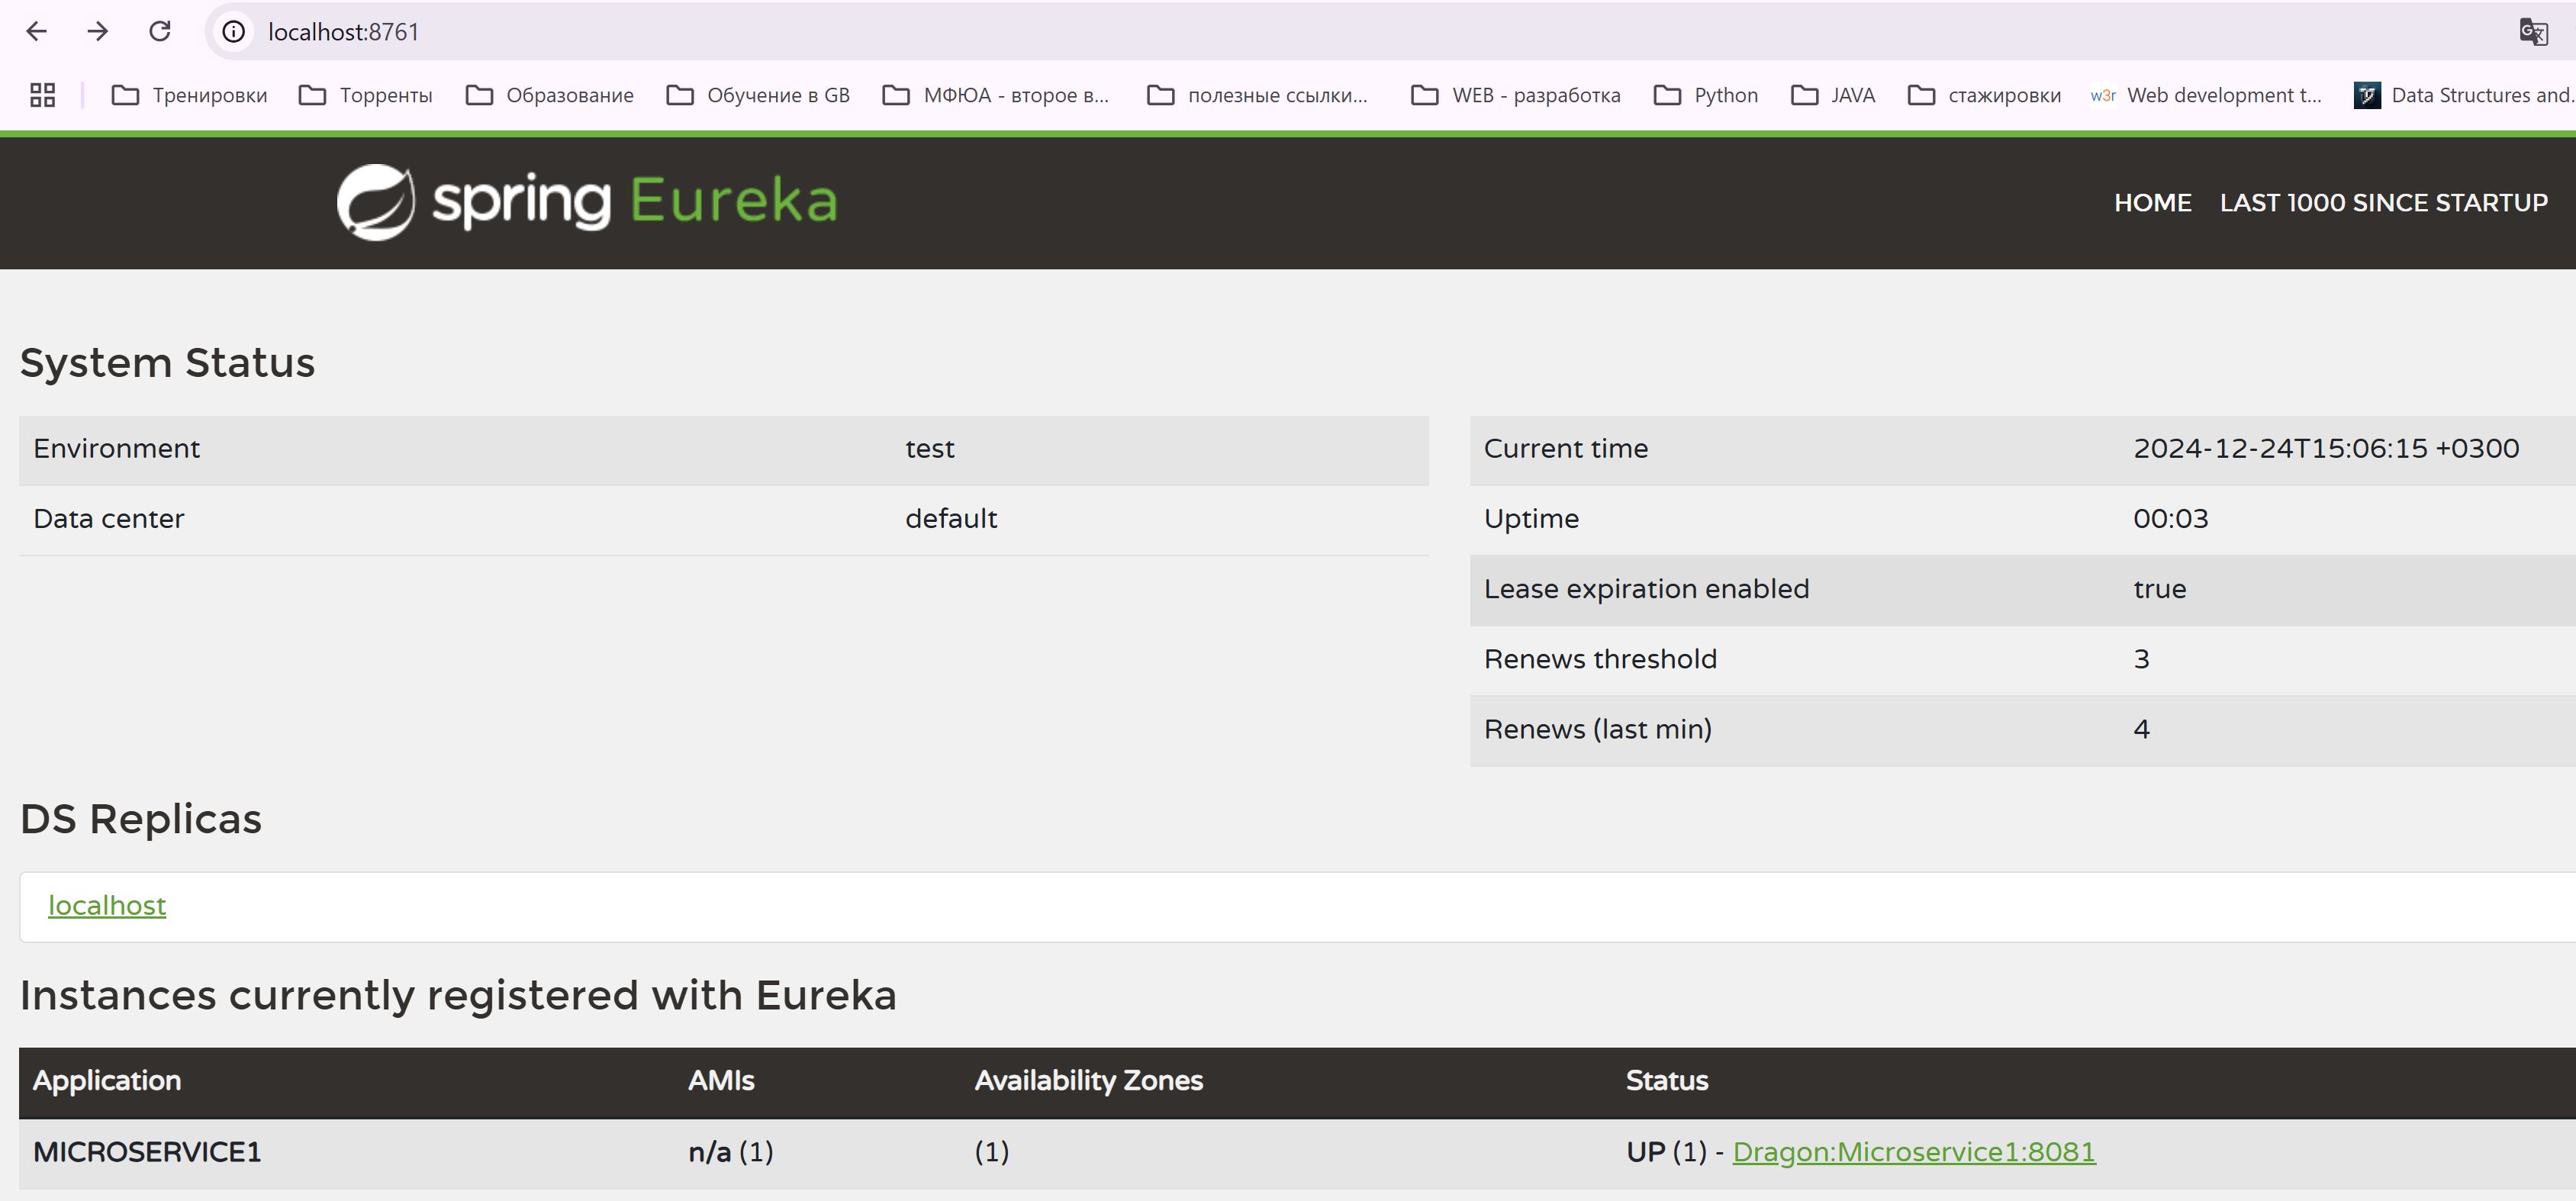 localhost:8761
Тренировки Торренты Образование Обучение в GB МФЮА - второе в... полезные ссылки... WEB - разработка Python JAVA стажировки w3r Web development t... Data Structures and...
spring Eureka HOME LAST 1000 SINCE STARTUP
System Status
Environment test
Data center default
Current time 2024-12-24T15:06:15 +0300
Uptime 00:03
Lease expiration enabled true
Renews threshold 3
Renews (last min) 4
DS Replicas
localhost
Instances currently registered with Eureka
Application AMIs Availability Zones Status
MICROSERVICE1 n/a (1) (1) UP (1) - Dragon:Microservice1:8081